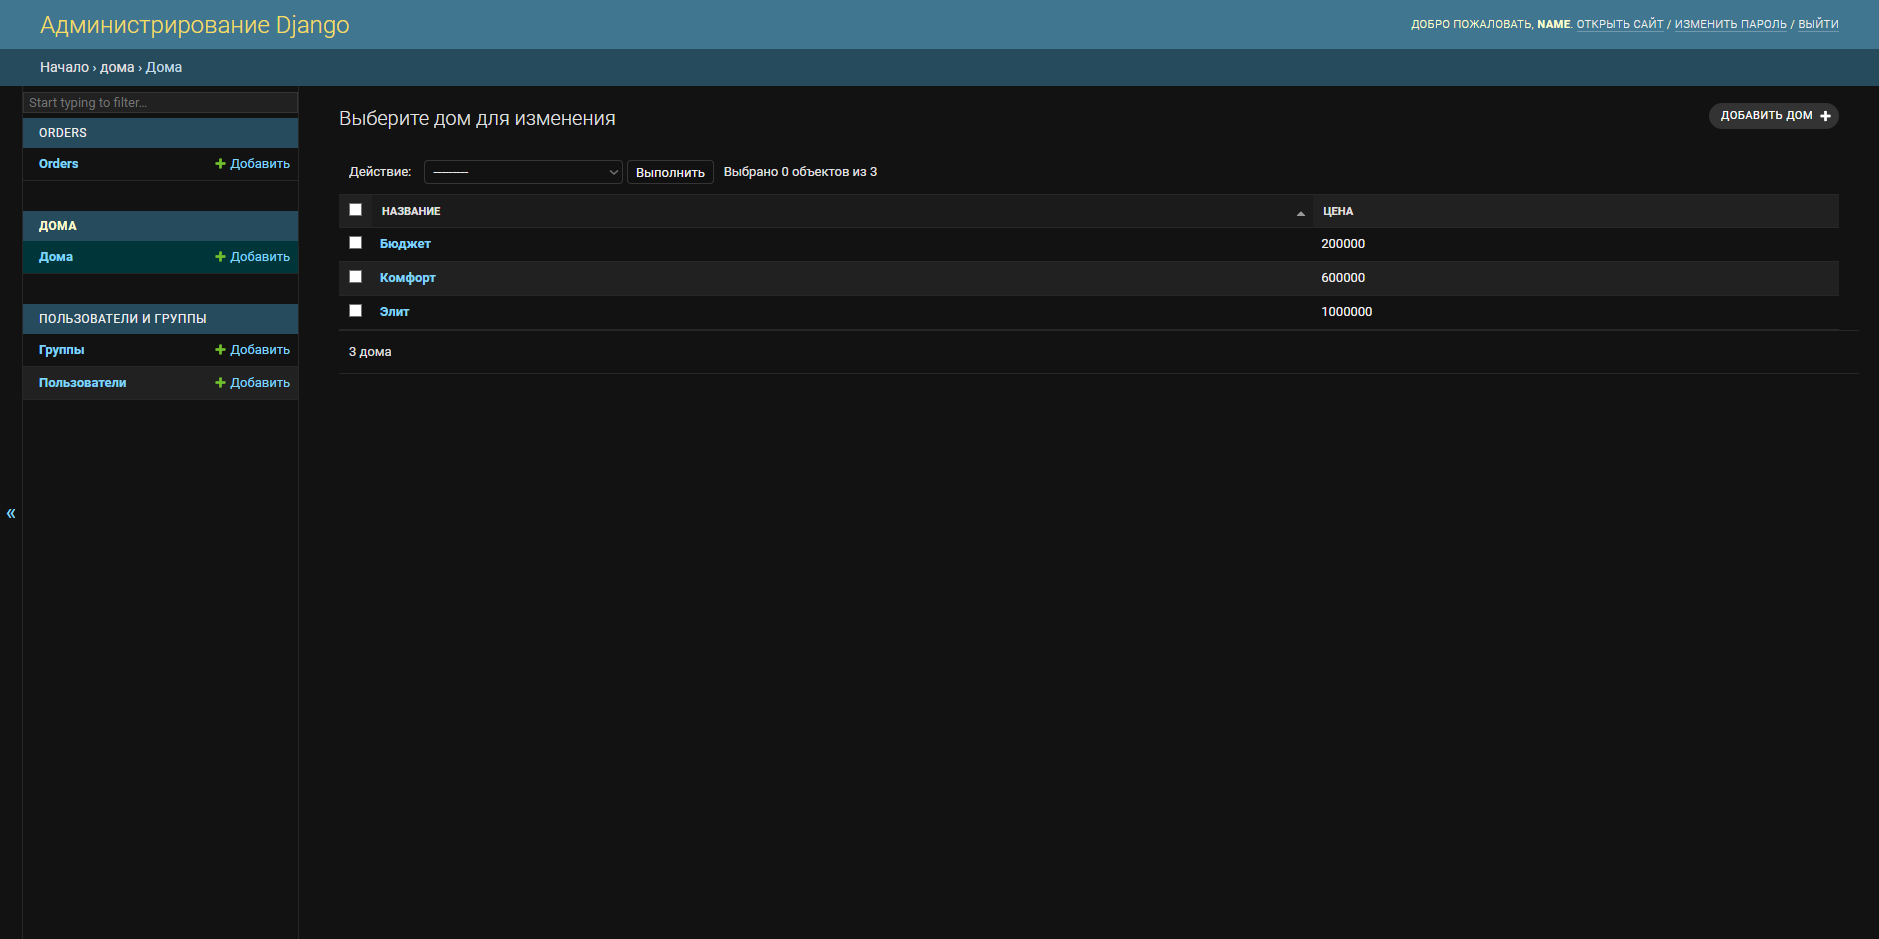 Администрирование Django
ДОБРО ПОЖАЛОВАТЬ, NAME. ОТКРЫТЬ САЙТ / ИЗМЕНИТЬ ПАРОЛЬ / ВЫЙТИ
Начало › дома › Дома
Start typing to filter...
ORDERS
Orders Добавить
ДОМА
Дома Добавить
ПОЛЬЗОВАТЕЛИ И ГРУППЫ
Группы Добавить
Пользователи Добавить
«
Выберите дом для изменения
ДОБАВИТЬ ДОМ
Действие: --------- Выполнить Выбрано 0 объектов из 3
НАЗВАНИЕ ЦЕНА
Бюджет 200000
Комфорт 600000
Элит 1000000
3 дома